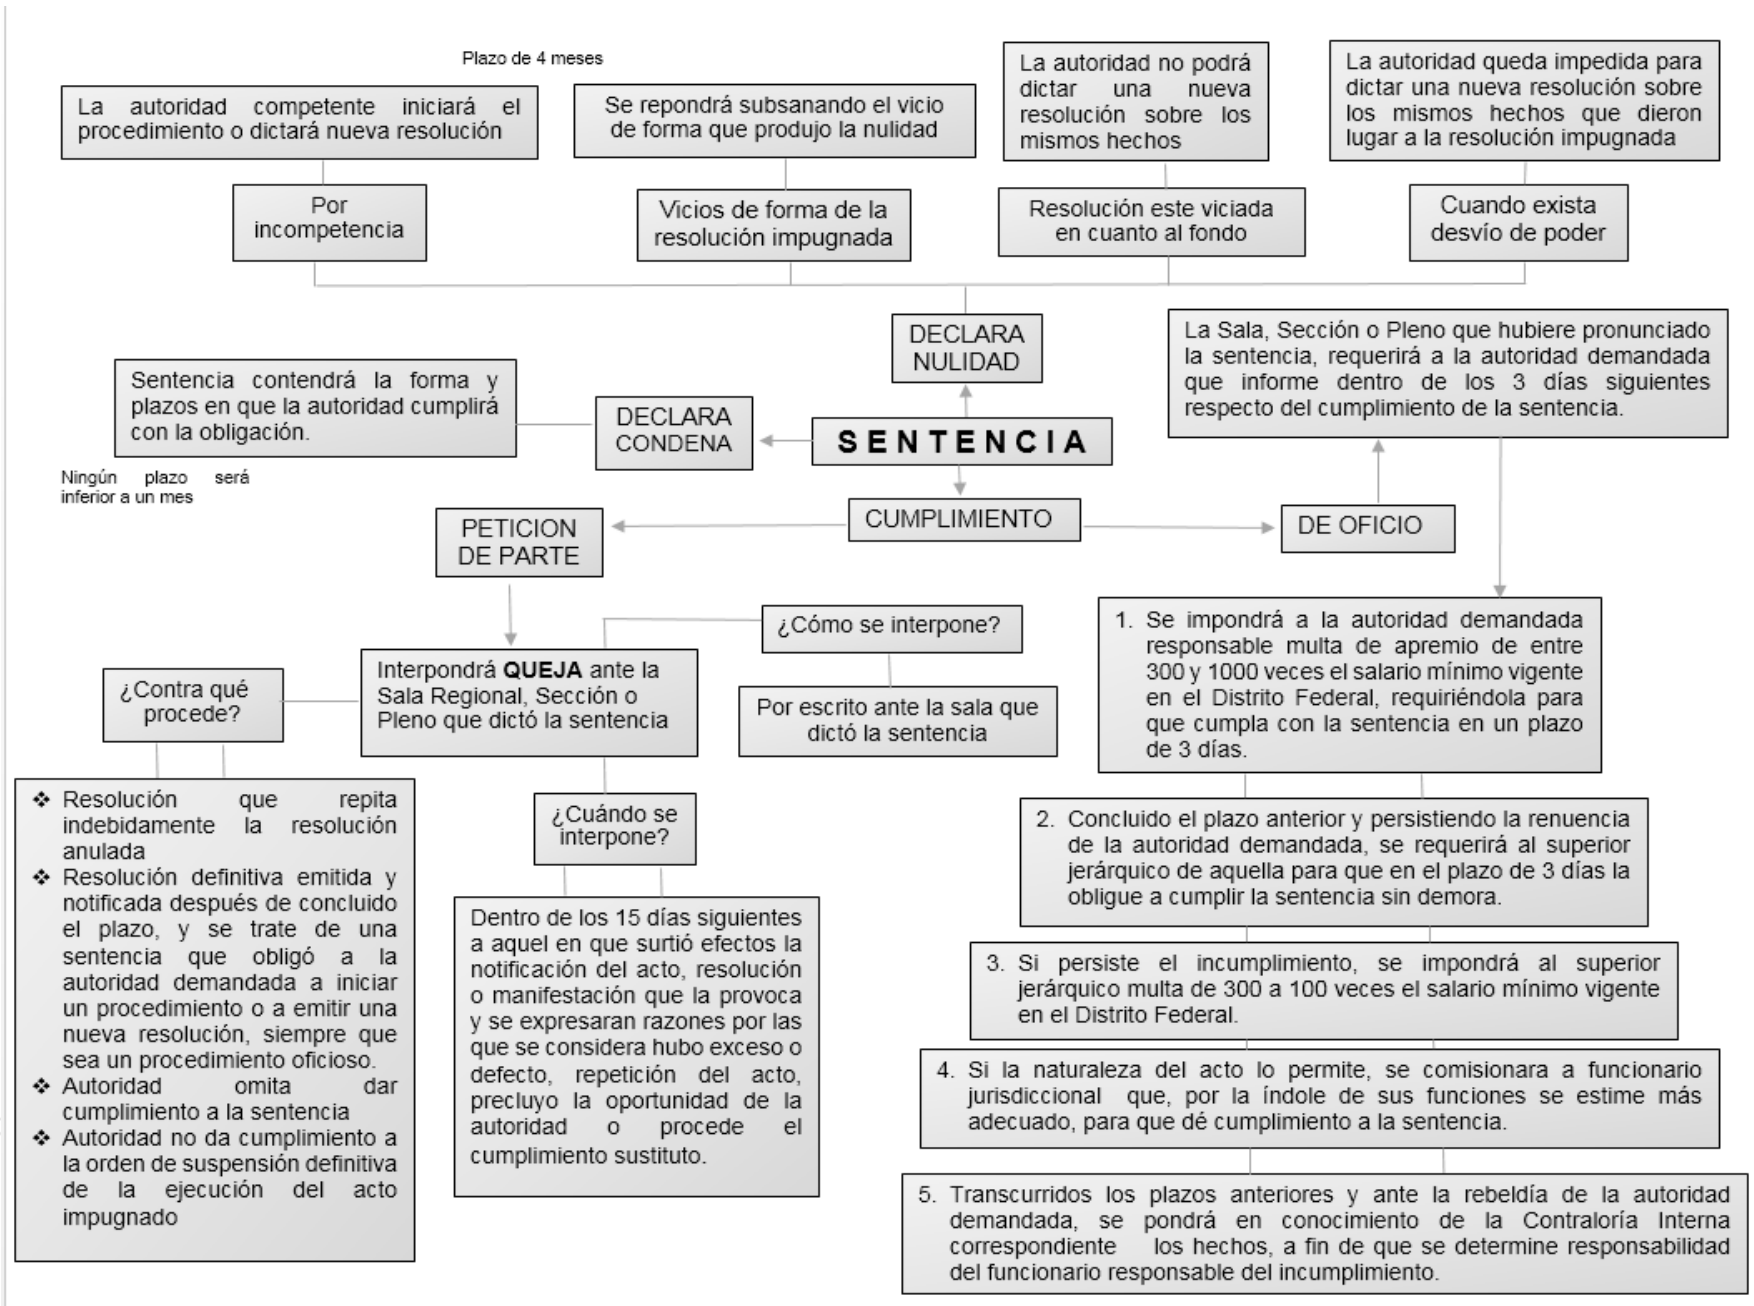 Plazo de 4 meses
La autoridad competente iniciará el
procedimiento o dictará nueva resolución
Se repondrá subsanando el vicio
de forma que produjo la nulidad
La autoridad no podrá
dictar una nueva
resolución sobre los
mismos hechos
La autoridad queda impedida para
dictar una nueva resolución sobre
los mismos hechos que dieron
lugar a la resolución impugnada
Por
incompetencia
Vicios de forma de la
resolución impugnada
Resolución este viciada
en cuanto al fondo
Cuando exista
desvío de poder
DECLARA
NULIDAD
La Sala, Sección o Pleno que hubiere pronunciado
la sentencia, requerirá a la autoridad demandada
que informe dentro de los 3 días siguientes
respecto del cumplimiento de la sentencia.
Sentencia contendrá la forma y
plazos en que la autoridad cumplirá
con la obligación.
DECLARA
CONDENA
SENTENCIA
Ningún plazo será
inferior a un mes
PETICION
DE PARTE
CUMPLIMIENTO
DE OFICIO
¿Cómo se interpone?
Por escrito ante la sala que
dictó la sentencia
Interpondrá QUEJA ante la
Sala Regional, Sección o
Pleno que dictó la sentencia
¿Contra qué
procede?
❖ Resolución que repita
indebidamente la resolución
anulada
❖ Resolución definitiva emitida y
notificada después de concluido
el plazo, y se trate de una
sentencia que obligó a la
autoridad demandada a iniciar
un procedimiento o a emitir una
nueva resolución, siempre que
sea un procedimiento oficioso.
❖ Autoridad omita dar
cumplimiento a la sentencia
❖ Autoridad no da cumplimiento a
la orden de suspensión definitiva
de la ejecución del acto
impugnado
¿Cuándo se
interpone?
Dentro de los 15 días siguientes
a aquel en que surtió efectos la
notificación del acto, resolución
o manifestación que la provoca
y se expresaran razones por las
que se considera hubo exceso o
defecto, repetición del acto,
precluyo la oportunidad de la
autoridad o procede el
cumplimiento sustituto.
1. Se impondrá a la autoridad demandada
responsable multa de apremio de entre
300 y 1000 veces el salario mínimo vigente
en el Distrito Federal, requiriéndola para
que cumpla con la sentencia en un plazo
de 3 días.
2. Concluido el plazo anterior y persistiendo la renuencia
de la autoridad demandada, se requerirá al superior
jerárquico de aquella para que en el plazo de 3 días la
obligue a cumplir la sentencia sin demora.
3. Si persiste el incumplimiento, se impondrá al superior
jerárquico multa de 300 a 100 veces el salario mínimo vigente
en el Distrito Federal.
4. Si la naturaleza del acto lo permite, se comisionara a funcionario
jurisdiccional que, por la índole de sus funciones se estime más
adecuado, para que dé cumplimiento a la sentencia.
5. Transcurridos los plazos anteriores y ante la rebeldía de la autoridad
demandada, se pondrá en conocimiento de la Contraloría Interna
correspondiente los hechos, a fin de que se determine responsabilidad
del funcionario responsable del incumplimiento.